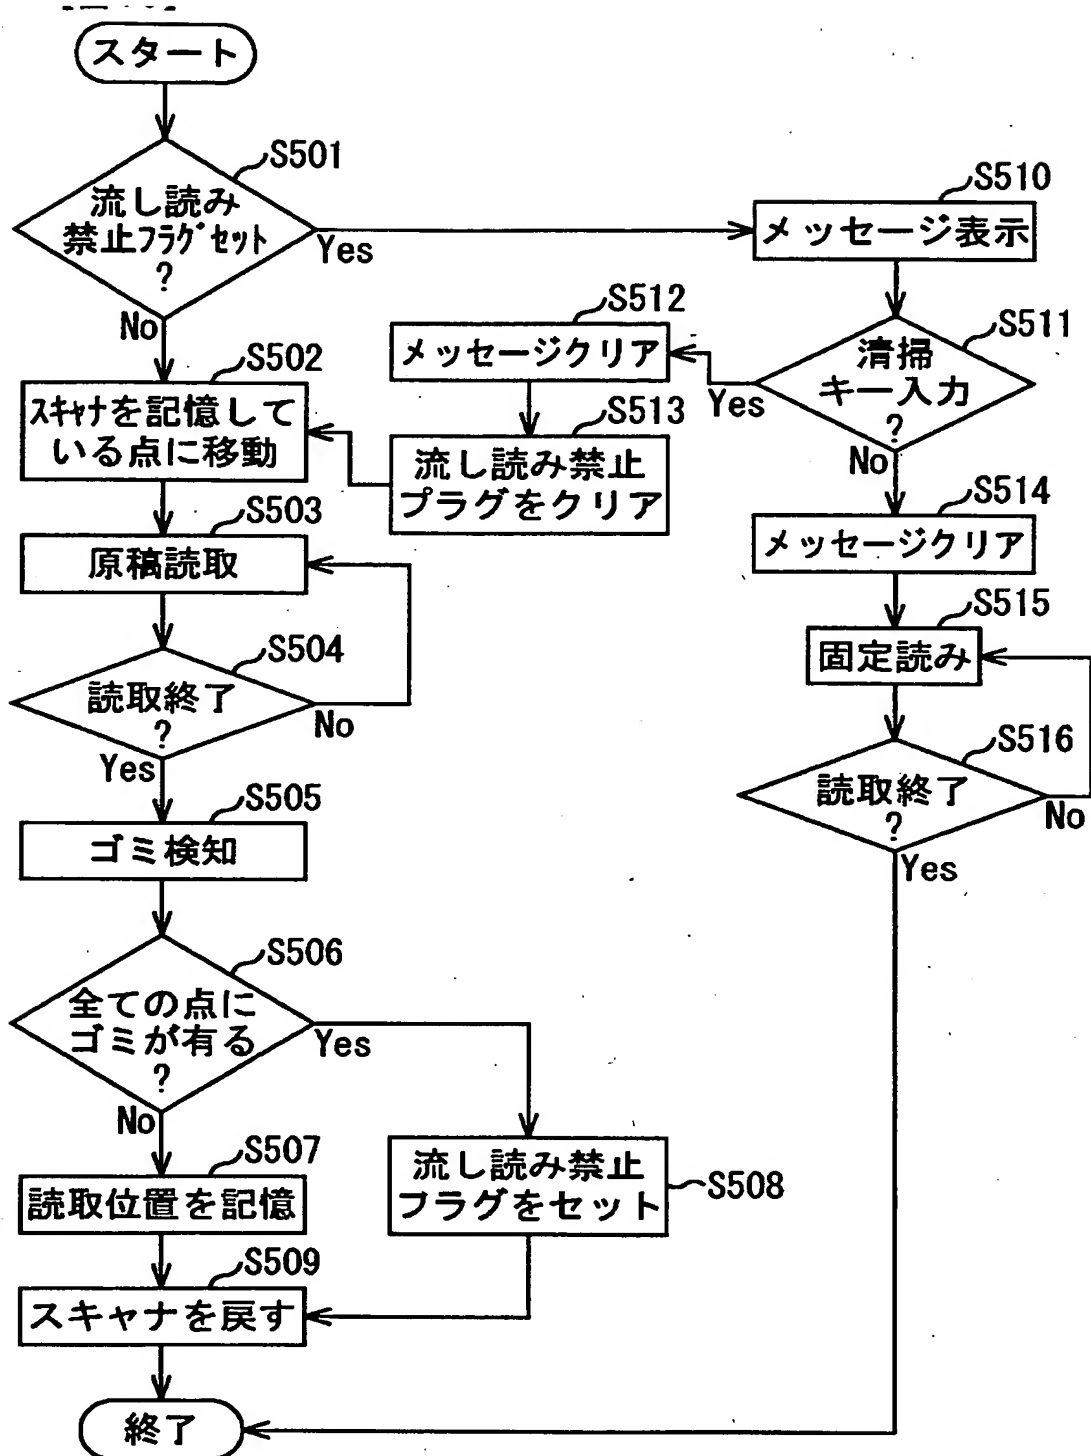 スタート
S501
流し読み
禁止フラグセット
?
Yes
No
S510
メッセージ表示
S511
清掃
キー入力
?
Yes
No
S512
メッセージクリア
S513
流し読み禁止
プラグをクリア
S502
スキャナを記憶して
いる点に移動
S503
原稿読取
S504
読取終了
?
No
Yes
S514
メッセージクリア
S515
固定読み
S516
読取終了
?
No
Yes
S505
ゴミ検知
S506
全ての点に
ゴミが有る
?
Yes
No
S507
読取位置を記憶
流し読み禁止
フラグをセット
S508
S509
スキャナを戻す
終了